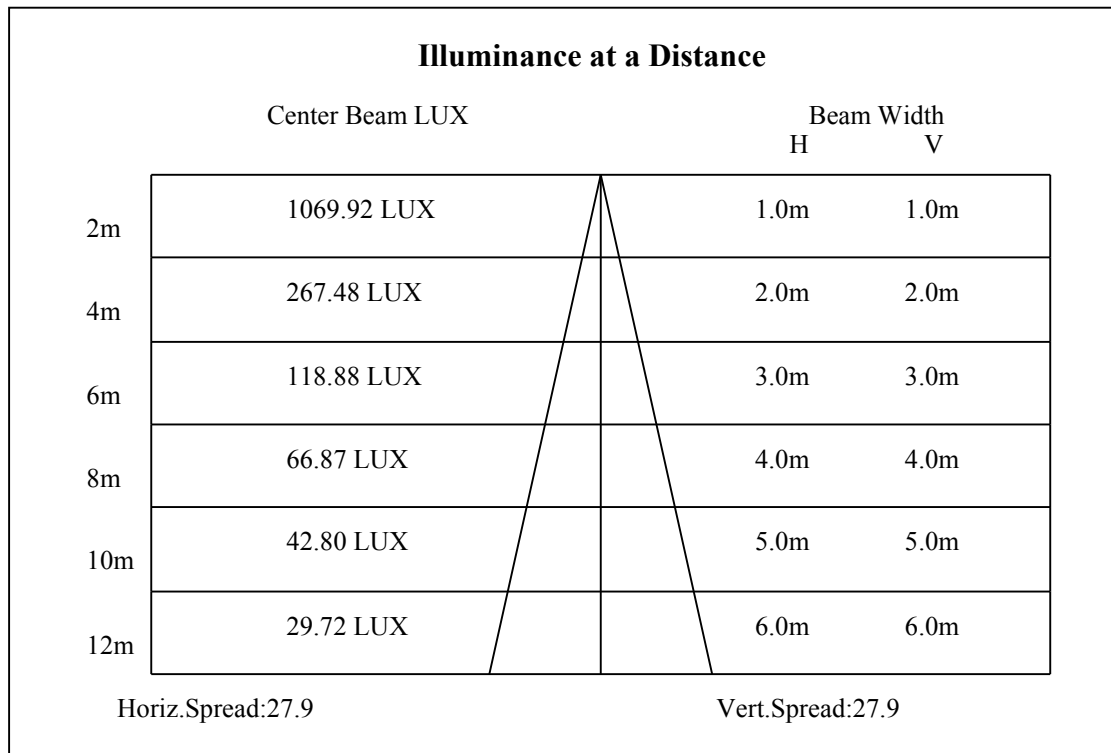 Illuminance at a Distance
Center Beam LUX Beam Width
H V
1069.92 LUX 1.0m 1.0m
2m
267.48 LUX 2.0m 2.0m
4m
118.88 LUX 3.0m 3.0m
6m
66.87 LUX 4.0m 4.0m
8m
42.80 LUX 5.0m 5.0m
10m
29.72 LUX 6.0m 6.0m
12m
Horiz.Spread:27.9 Vert.Spread:27.9